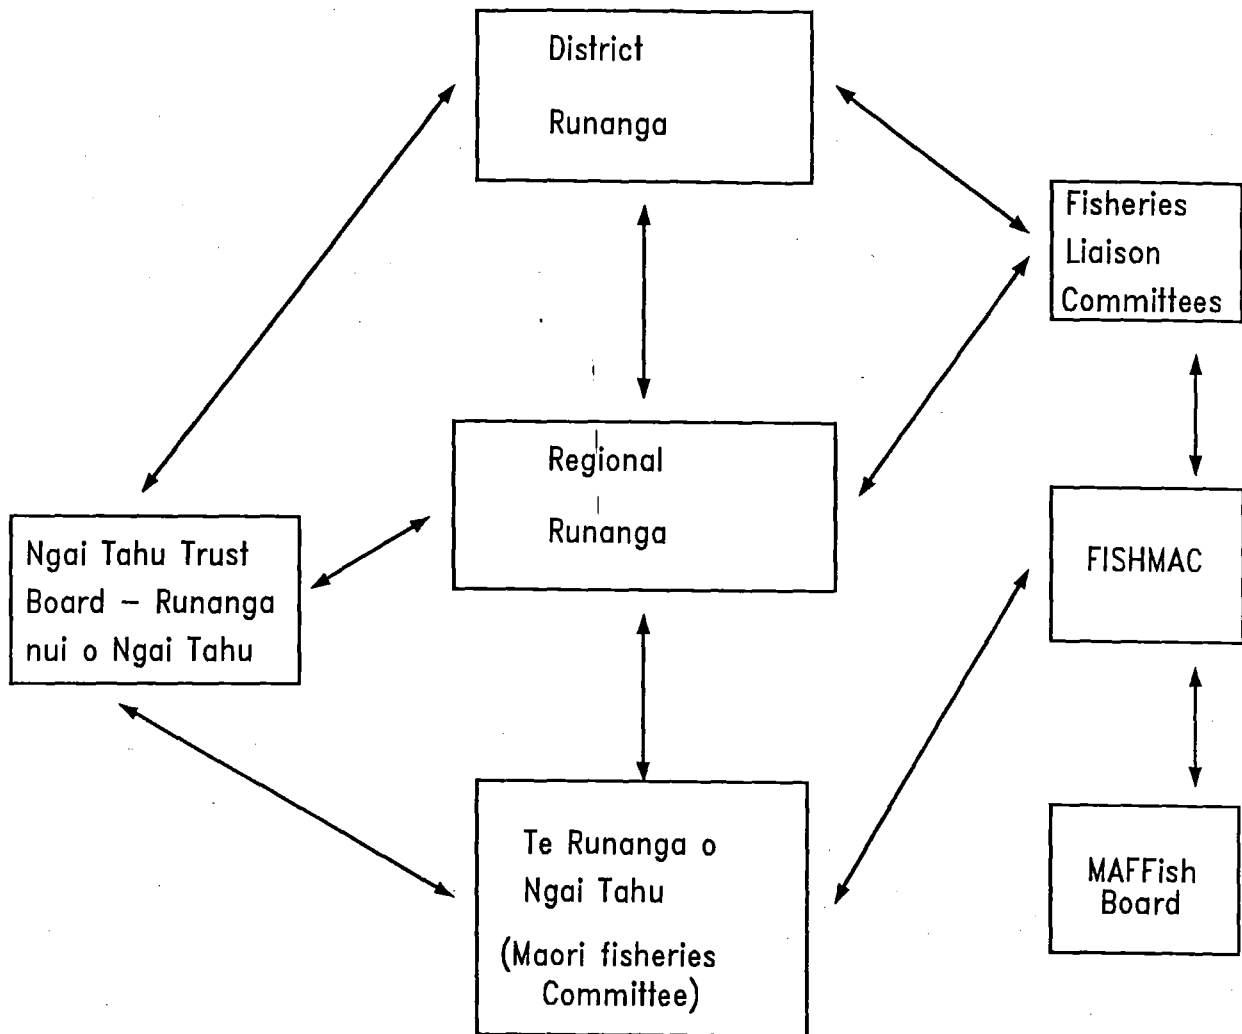 District
Runanga
Fisheries
Liaison
Committees
Regional
Runanga
Ngai Tahu Trust
Board – Runanga
nui o Ngai Tahu
FISHMAC
Te Runanga o
Ngai Tahu
(Maori fisheries
Committee)
MAFFish
Board